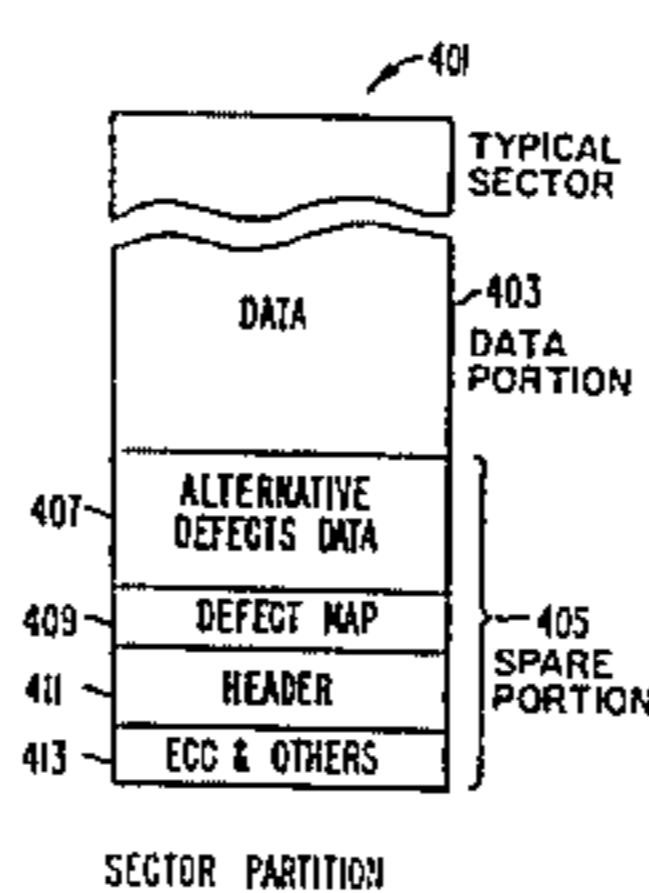 401
TYPICAL
SECTOR
DATA
403
DATA
PORTION
407
ALTERNATIVE
DEFECTS DATA
409
DEFECT MAP
405
SPARE
PORTION
411
HEADER
413
ECC & OTHERS
SECTOR PARTITION